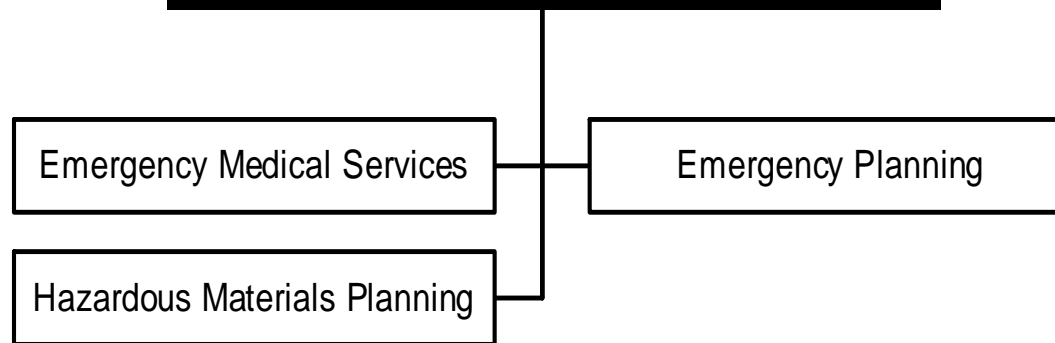 Emergency Medical Services
Emergency Planning
Hazardous Materials Planning